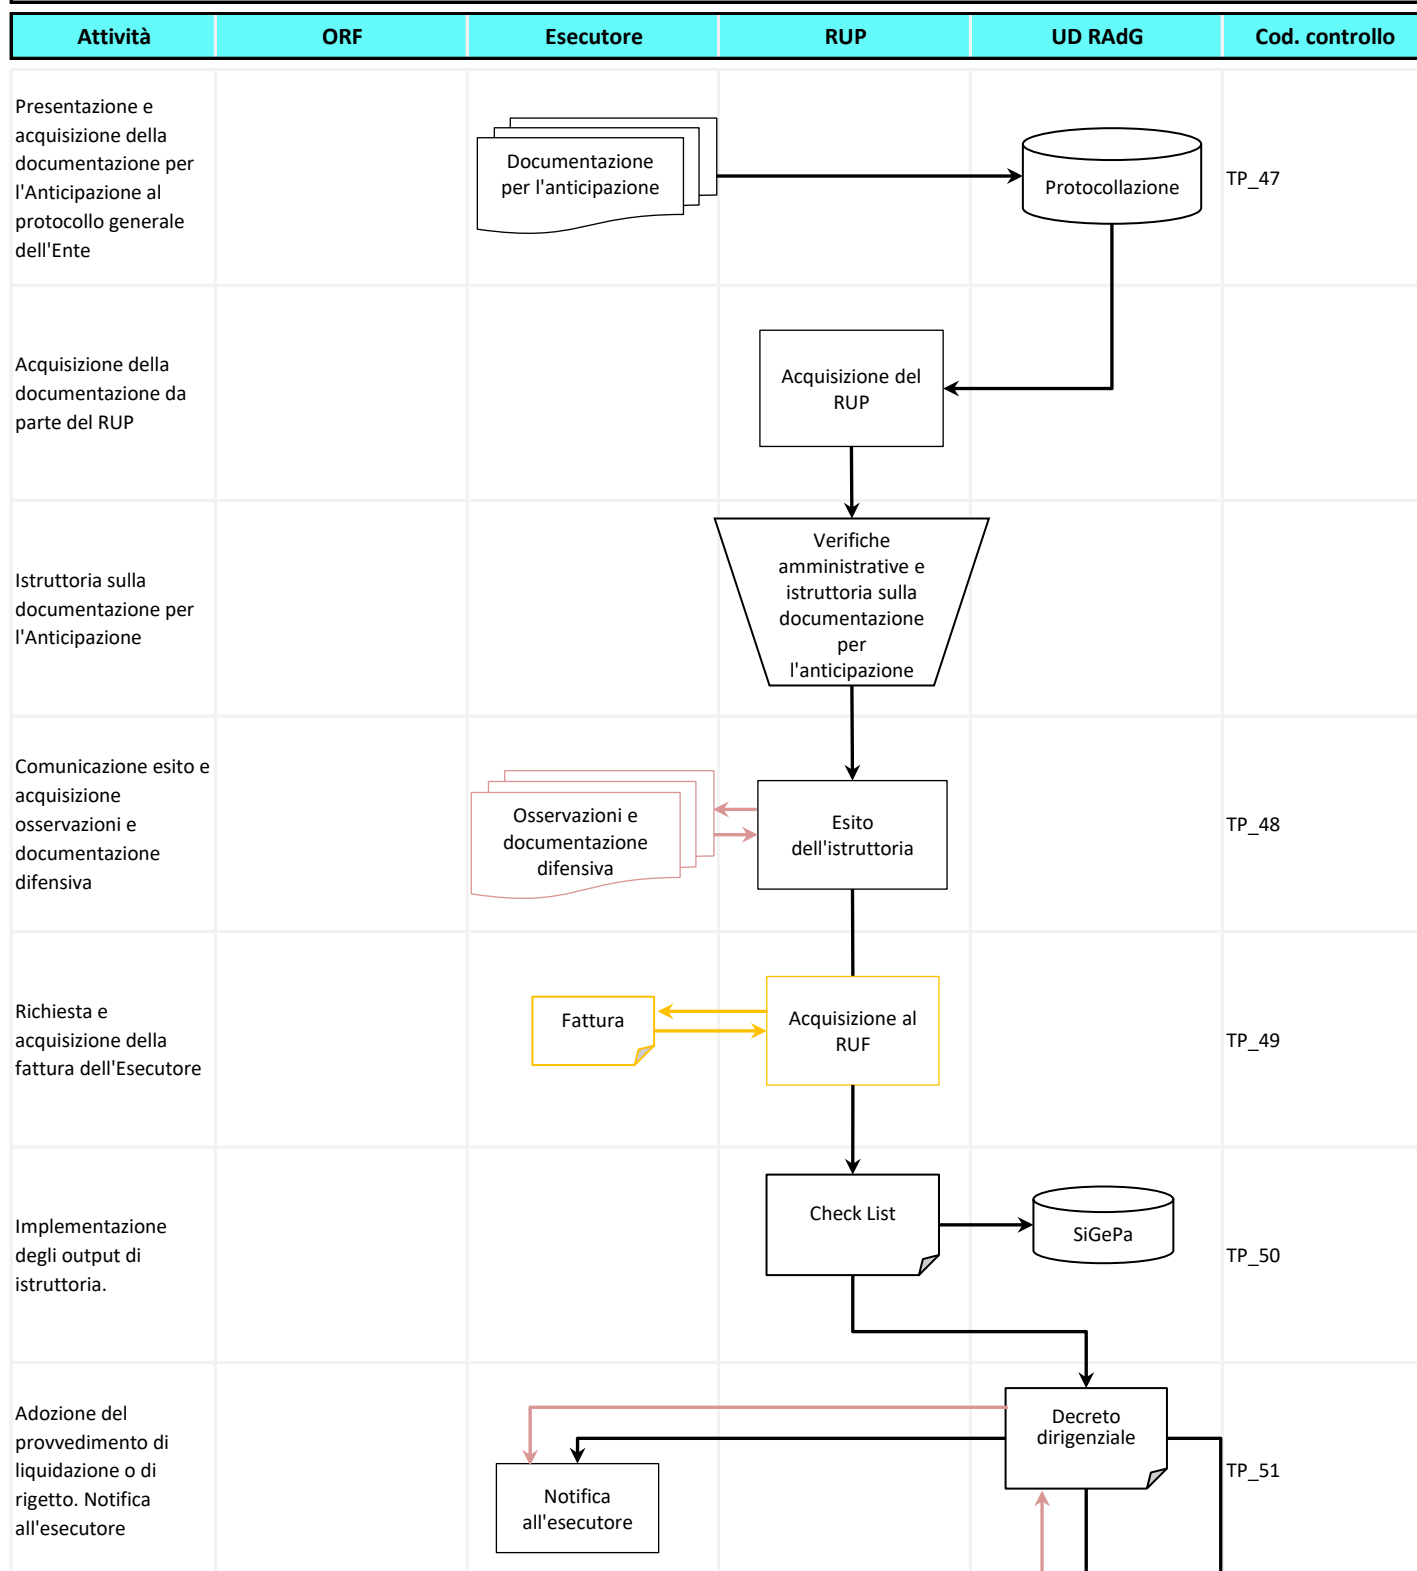 Attività
ORF
Esecutore
RUP
UD RAdG
Cod. controllo
Presentazione e
acquisizione della
documentazione per
l'Anticipazione al
protocollo generale
dell'Ente
Documentazione
per l'anticipazione
Protocollazione
TP_47
Acquisizione della
documentazione da
parte del RUP
Acquisizione del
RUP
Istruttoria sulla
documentazione per
l'Anticipazione
Verifiche
amministrative e
istruttoria sulla
documentazione
per
l'anticipazione
Comunicazione esito e
acquisizione
osservazioni e
documentazione
difensiva
Osservazioni e
documentazione
difensiva
Esito
dell'istruttoria
TP_48
Richiesta e
acquisizione della
fattura dell'Esecutore
Fattura
Acquisizione al
RUF
TP_49
Implementazione
degli output di
istruttoria.
Check List
SiGePa
TP_50
Adozione del
provvedimento di
liquidazione o di
rigetto. Notifica
all'esecutore
Notifica
all'esecutore
Decreto
dirigenziale
TP_51